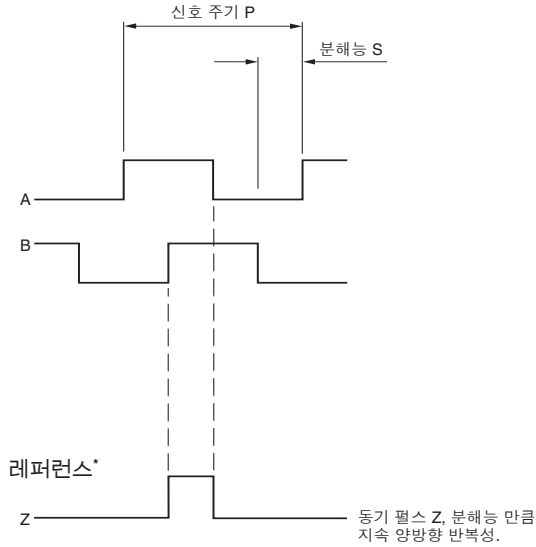 신호 주기 P
분해능 S
A
B
레퍼런스*
Z
동기 펄스 Z, 분해능 만큼
지속 양방향 반복성.